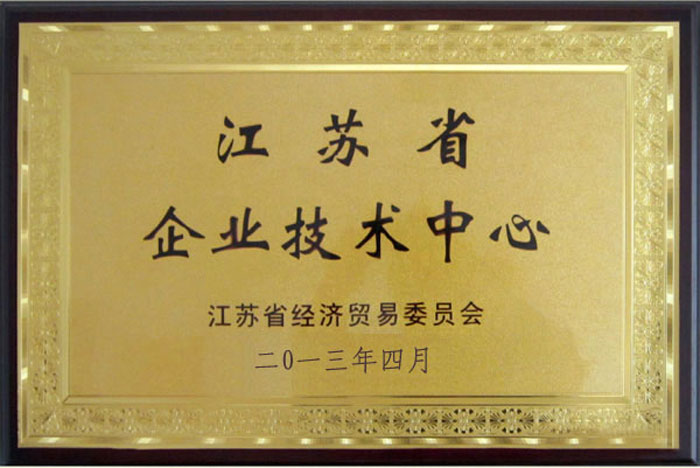 江苏省
企业技术中心
江苏省经济贸易委员会
二0一三年四月